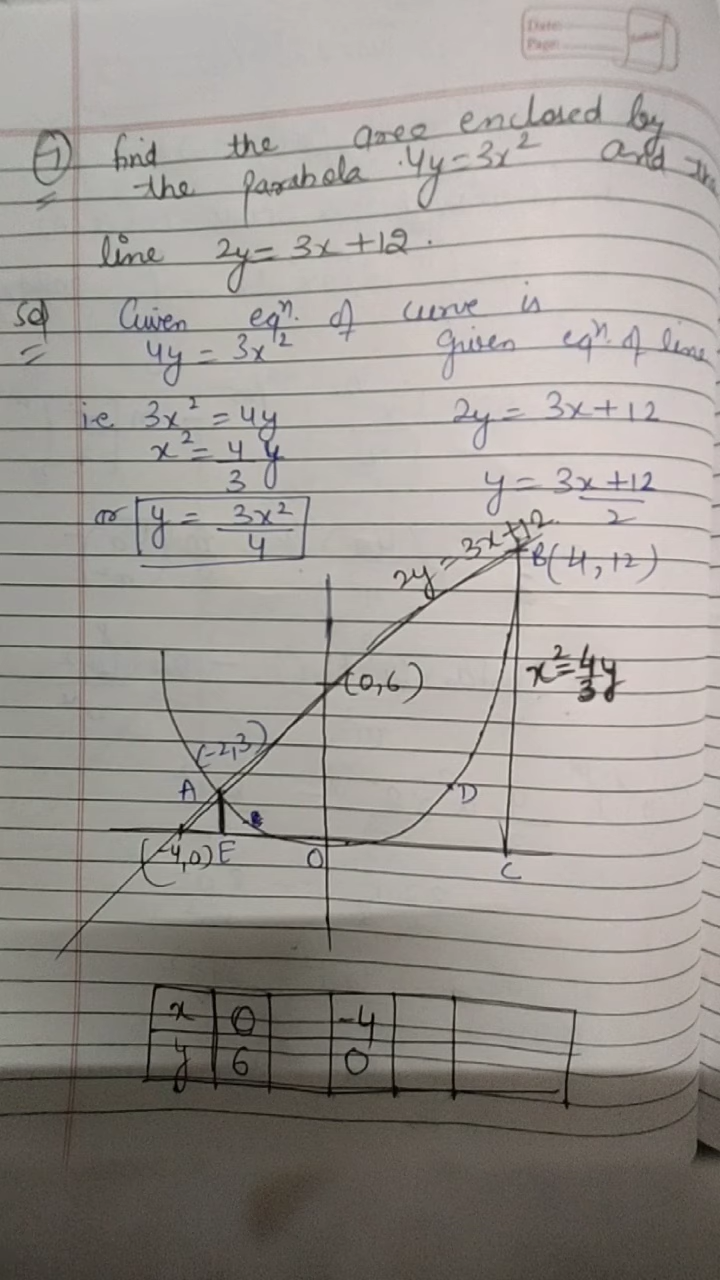 Date:
Page:
7 find the area enclosed by
the parabola 4y = 3x² and the
line 2y = 3x + 12.
Sol Given eqⁿ. of curve is
4y = 3x²
given eqⁿ. of line
i.e 3x² = 4y
2y = 3x + 12
x² = 4/3 y
y = 3x + 12 / 2
or y = 3x² / 4
2y = 3x + 12
B(4, 12)
x² = 4/3 y
(0, 6)
(-2, 3)
A
D
(-4, 0) E O C
x 0 -4
y 6 0